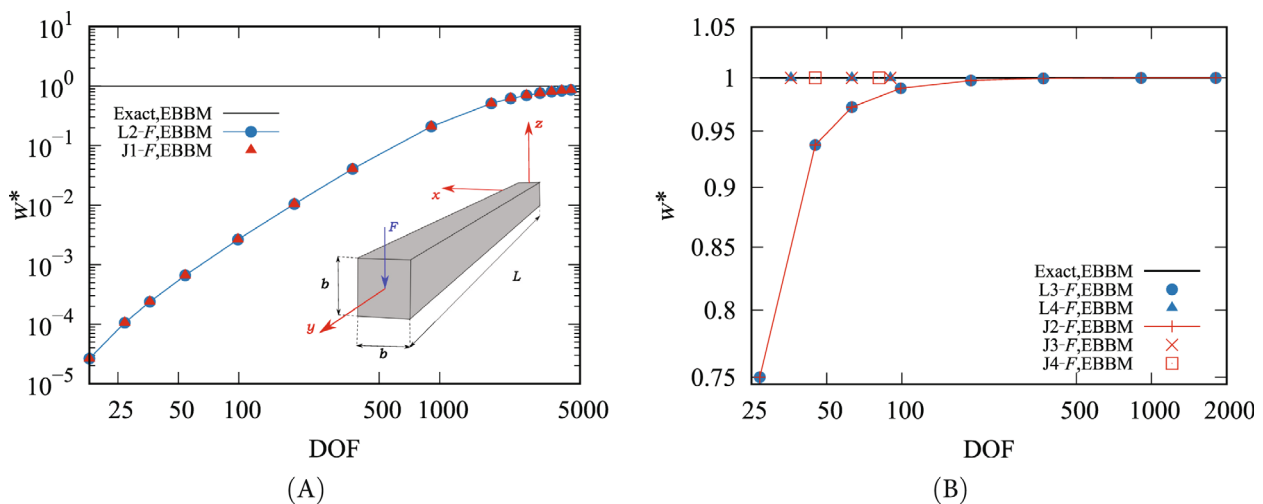 10^1
10^0
10^-1
10^-2
10^-3
10^-4
10^-5
w*
Exact,EBBM
L2-F,EBBM
J1-F,EBBM
z
x
F
b
L
y
b
25 50 100 500 1000 5000
DOF
(A)
1.05
1
0.95
0.9
0.85
0.8
0.75
w*
Exact,EBBM
L3-F,EBBM
L4-F,EBBM
J2-F,EBBM
J3-F,EBBM
J4-F,EBBM
25 50 100 500 1000 2000
DOF
(B)